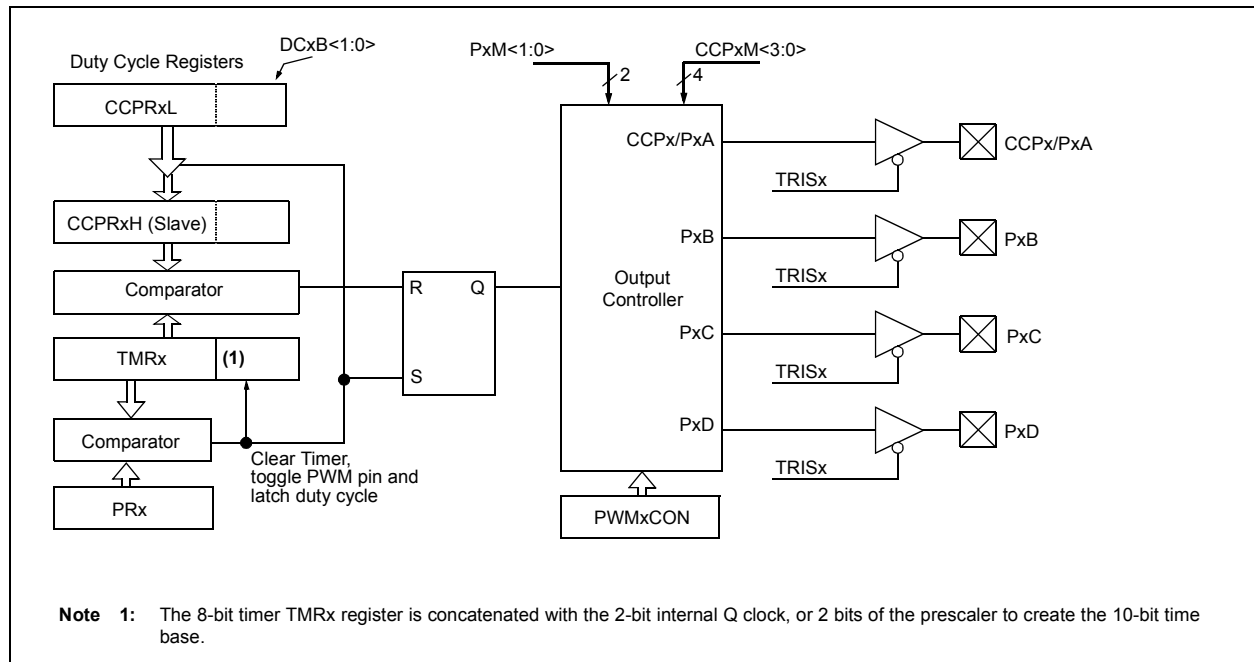 DCxB<1:0>
Duty Cycle Registers
CCPRxL
CCPRxH (Slave)
Comparator
TMRx
(1)
Comparator
PRx
Clear Timer,
toggle PWM pin and
latch duty cycle
R
Q
S
PxM<1:0>
2
CCPxM<3:0>
4
Output
Controller
CCPx/PxA
PxB
PxC
PxD
PWMxCON
TRISx
CCPx/PxA
TRISx
PxB
TRISx
PxC
TRISx
PxD
Note 1: The 8-bit timer TMRx register is concatenated with the 2-bit internal Q clock, or 2 bits of the prescaler to create the 10-bit time
base.